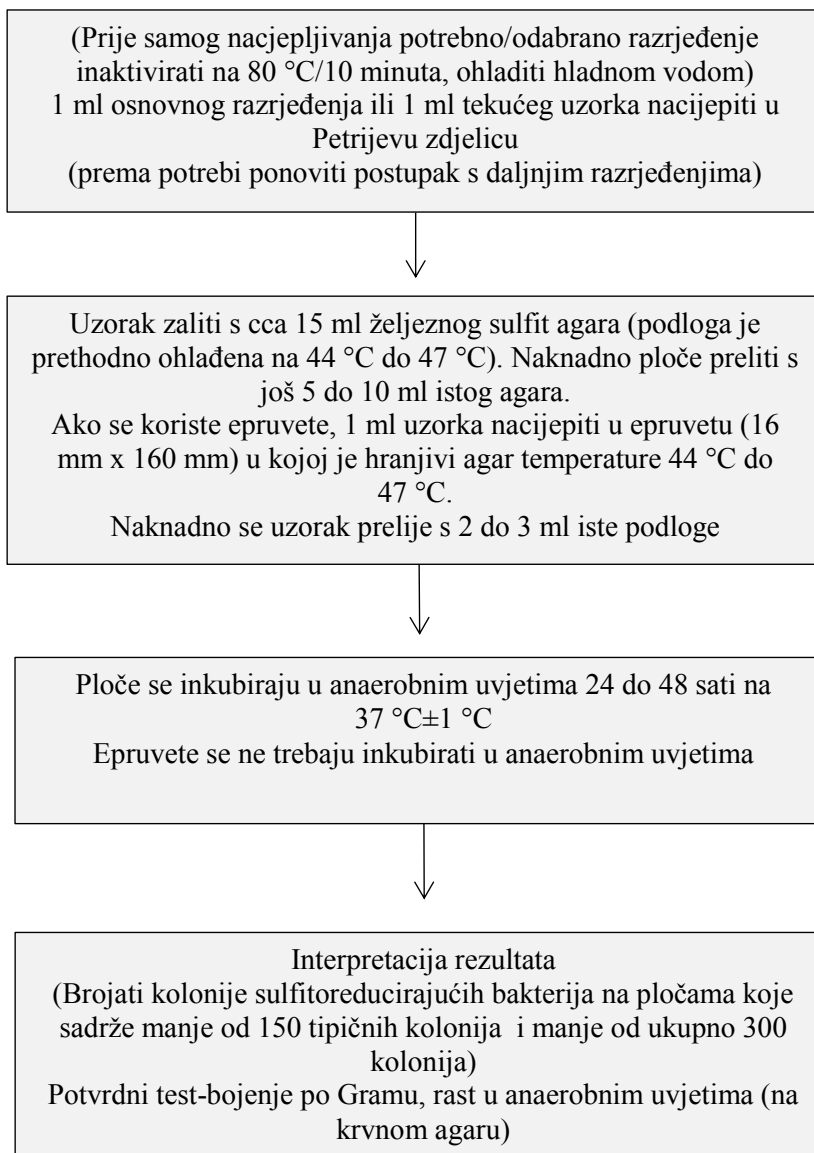 (Prije samog nacjepljivanja potrebno/odabrano razrjeđenje
inaktivirati na 80 °C/10 minuta, ohladiti hladnom vodom)
1 ml osnovnog razrjeđenja ili 1 ml tekućeg uzorka nacijepiti u
Petrijevu zdjelicu
(prema potrebi ponoviti postupak s daljnjim razrjeđenjima)
Uzorak zaliti s cca 15 ml željeznog sulfit agara (podloga je
prethodno ohlađena na 44 °C do 47 °C). Naknadno ploče preliti s
još 5 do 10 ml istog agara.
Ako se koriste epruvete, 1 ml uzorka nacijepiti u epruvetu (16
mm x 160 mm) u kojoj je hranjivi agar temperature 44 °C do
47 °C.
Naknadno se uzorak prelije s 2 do 3 ml iste podloge
Ploče se inkubiraju u anaerobnim uvjetima 24 do 48 sati na
37 °C±1 °C
Epruvete se ne trebaju inkubirati u anaerobnim uvjetima
Interpretacija rezultata
(Brojati kolonije sulfitoreducirajućih bakterija na pločama koje
sadrže manje od 150 tipičnih kolonija i manje od ukupno 300
kolonija)
Potvrdni test-bojenje po Gramu, rast u anaerobnim uvjetima (na
krvnom agaru)